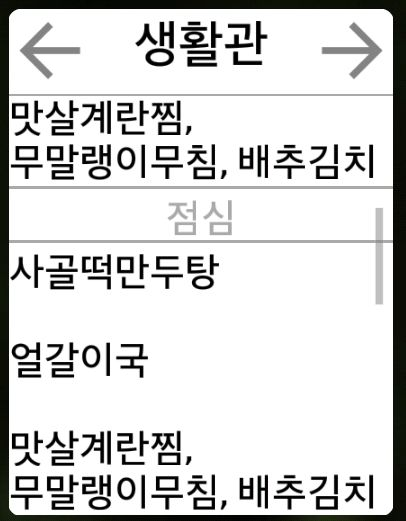 생활관
맛살계란찜,
무말랭이무침, 배추김치
점심
사골떡만두탕
얼갈이국
맛살계란찜,
무말랭이무침, 배추김치